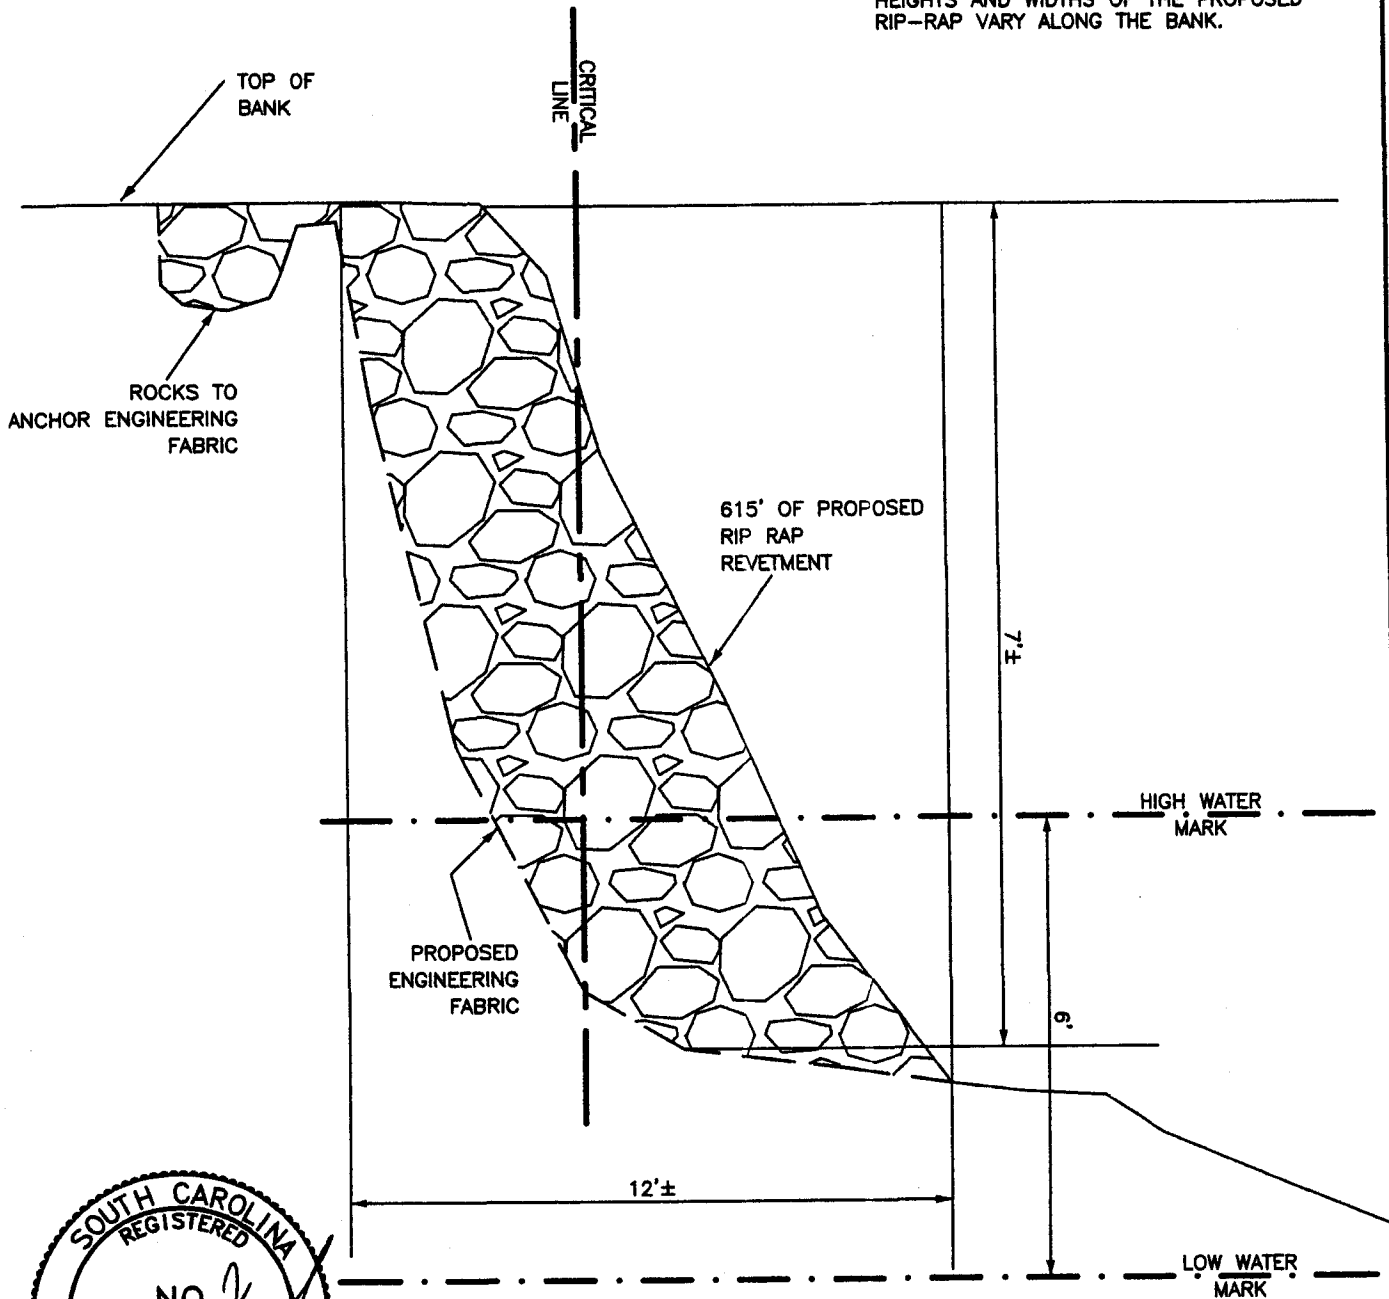 HEIGHTS AND WIDTHS OF THE PROPOSED
RIP-RAP VARY ALONG THE BANK.
TOP OF
BANK
CRITICAL
LINE
ROCKS TO
ANCHOR ENGINEERING
FABRIC
615' OF PROPOSED
RIP RAP
REVETMENT
7'±
HIGH WATER
MARK
PROPOSED
ENGINEERING
FABRIC
6'
12'±
SOUTH CAROLINA
REGISTERED
NO
LOW WATER
MARK